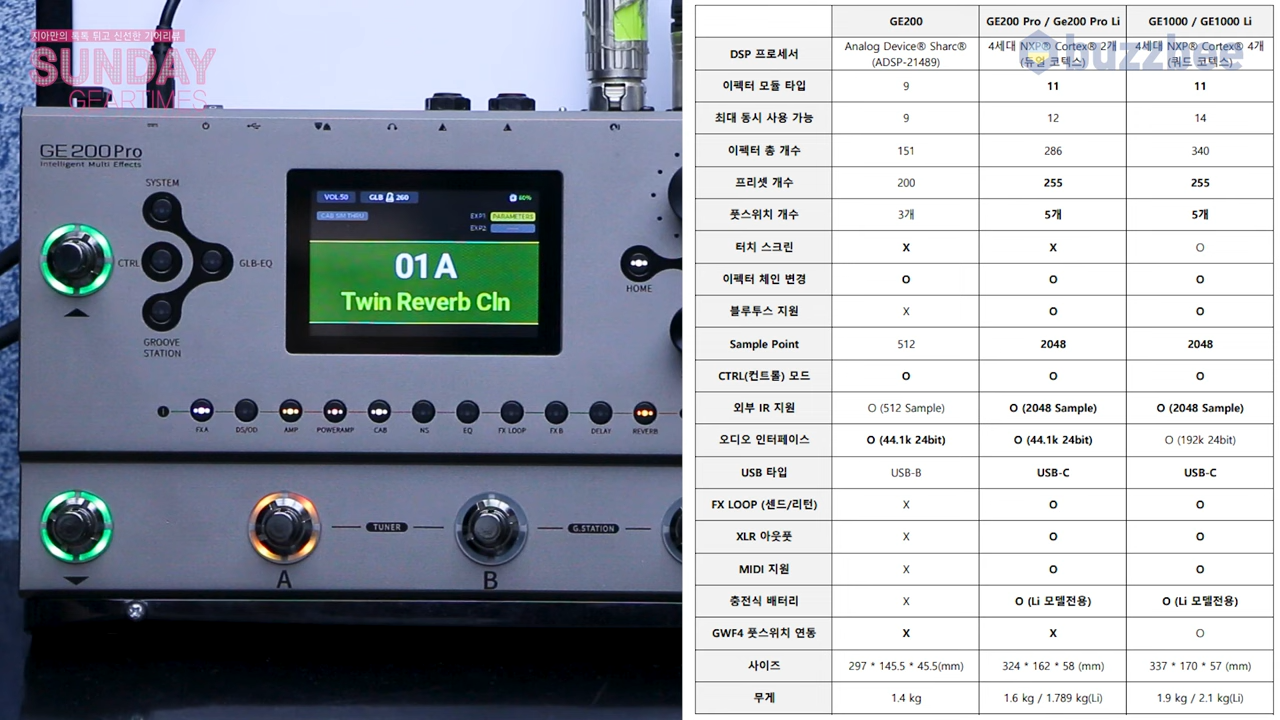 지아만의 톡톡 튀고 신선한 기어리뷰
SUNDAY
GEARTIMES
GE200Pro
Intelligent Multi Effects
SYSTEM
CTRL
GLB-EQ
GROOVE
STATION
VOL:50
GLB 260
60%
CAB SIM THRU
EXP1
PARAMETERS
EXP2
01A
Twin Reverb Cln
HOME
FXA
DS/OD
AMP
POWERAMP
CAB
NS
EQ
FX LOOP
FX B
DELAY
REVERB
TUNER
G.STATION
A
B
buzzbee
GE200 GE200 Pro / Ge200 Pro Li GE1000 / GE1000 Li
DSP 프로세서 Analog Device® Sharc® (ADSP-21489) 4세대 NXP® Cortex® 2개 (듀얼 코텍스) 4세대 NXP® Cortex® 4개 (쿼드 코텍스)
이펙터 모듈 타입 9 11 11
최대 동시 사용 가능 9 12 14
이펙터 총 개수 151 286 340
프리셋 개수 200 255 255
풋스위치 개수 3개 5개 5개
터치 스크린 X X O
이펙터 체인 변경 O O O
블루투스 지원 X O O
Sample Point 512 2048 2048
CTRL(컨트롤) 모드 O O O
외부 IR 지원 O (512 Sample) O (2048 Sample) O (2048 Sample)
오디오 인터페이스 O (44.1k 24bit) O (44.1k 24bit) O (192k 24bit)
USB 타입 USB-B USB-C USB-C
FX LOOP (센드/리턴) X O O
XLR 아웃풋 X O O
MIDI 지원 X O O
충전식 배터리 X O (Li 모델전용) O (Li 모델전용)
GWF4 풋스위치 연동 X X O
사이즈 297 * 145.5 * 45.5(mm) 324 * 162 * 58 (mm) 337 * 170 * 57 (mm)
무게 1.4 kg 1.6 kg / 1.789 kg(Li) 1.9 kg / 2.1 kg(Li)